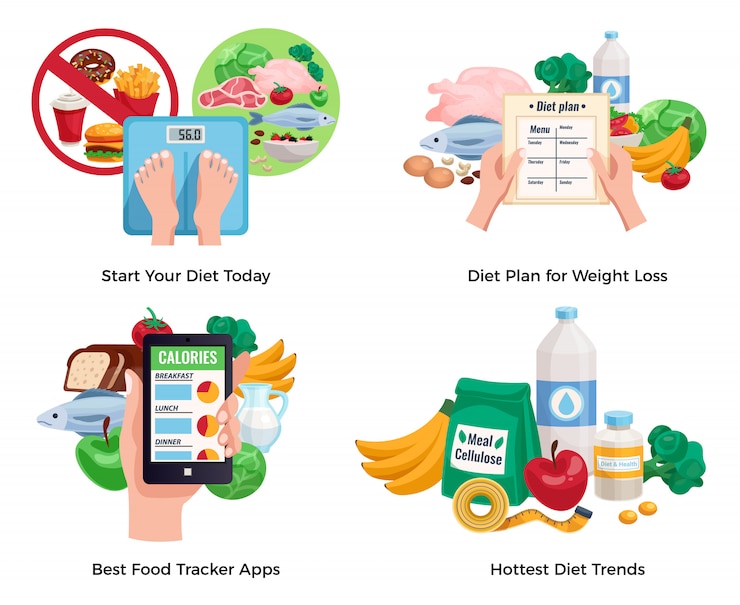 56.0
Start Your Diet Today
Diet plan
Menu
Monday
Tuesday
Wednesday
Thursday
Friday
Saturday
Sunday
Diet Plan for Weight Loss
CALORIES
BREAKFAST
LUNCH
DINNER
Best Food Tracker Apps
Meal
Cellulose
Diet & Health
Hottest Diet Trends